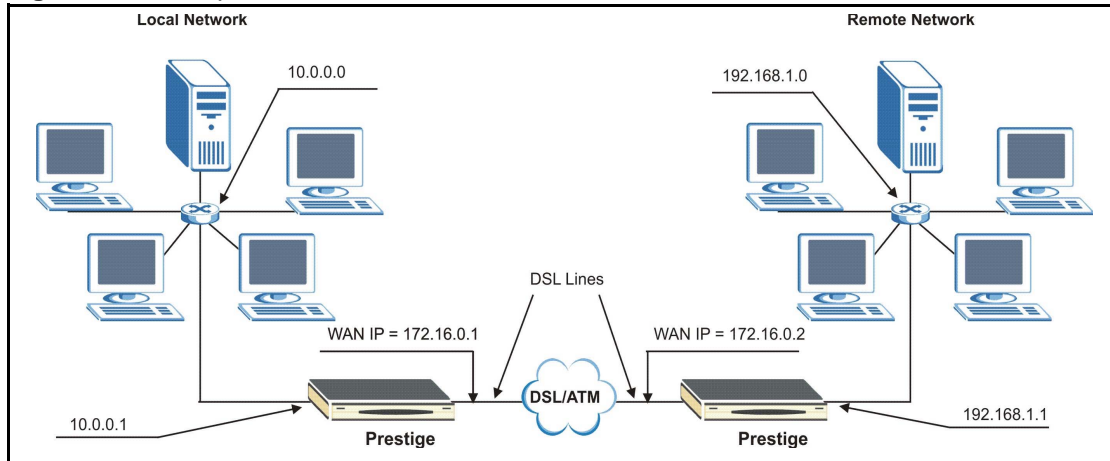 Local Network
Remote Network
10.0.0.0
192.168.1.0
DSL Lines
WAN IP = 172.16.0.1
WAN IP = 172.16.0.2
DSL/ATM
10.0.0.1
192.168.1.1
Prestige
Prestige